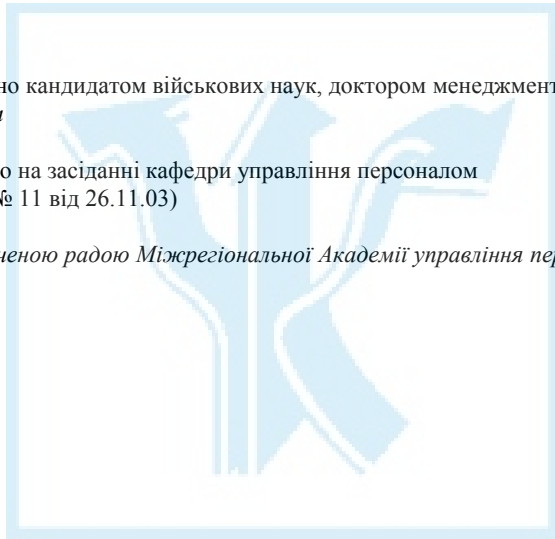 но кандидатом військових наук, доктором менеджмент
о на засіданні кафедри управління персоналом
№ 11 від 26.11.03)
ченою радою Міжрегіональної Академії управління пер